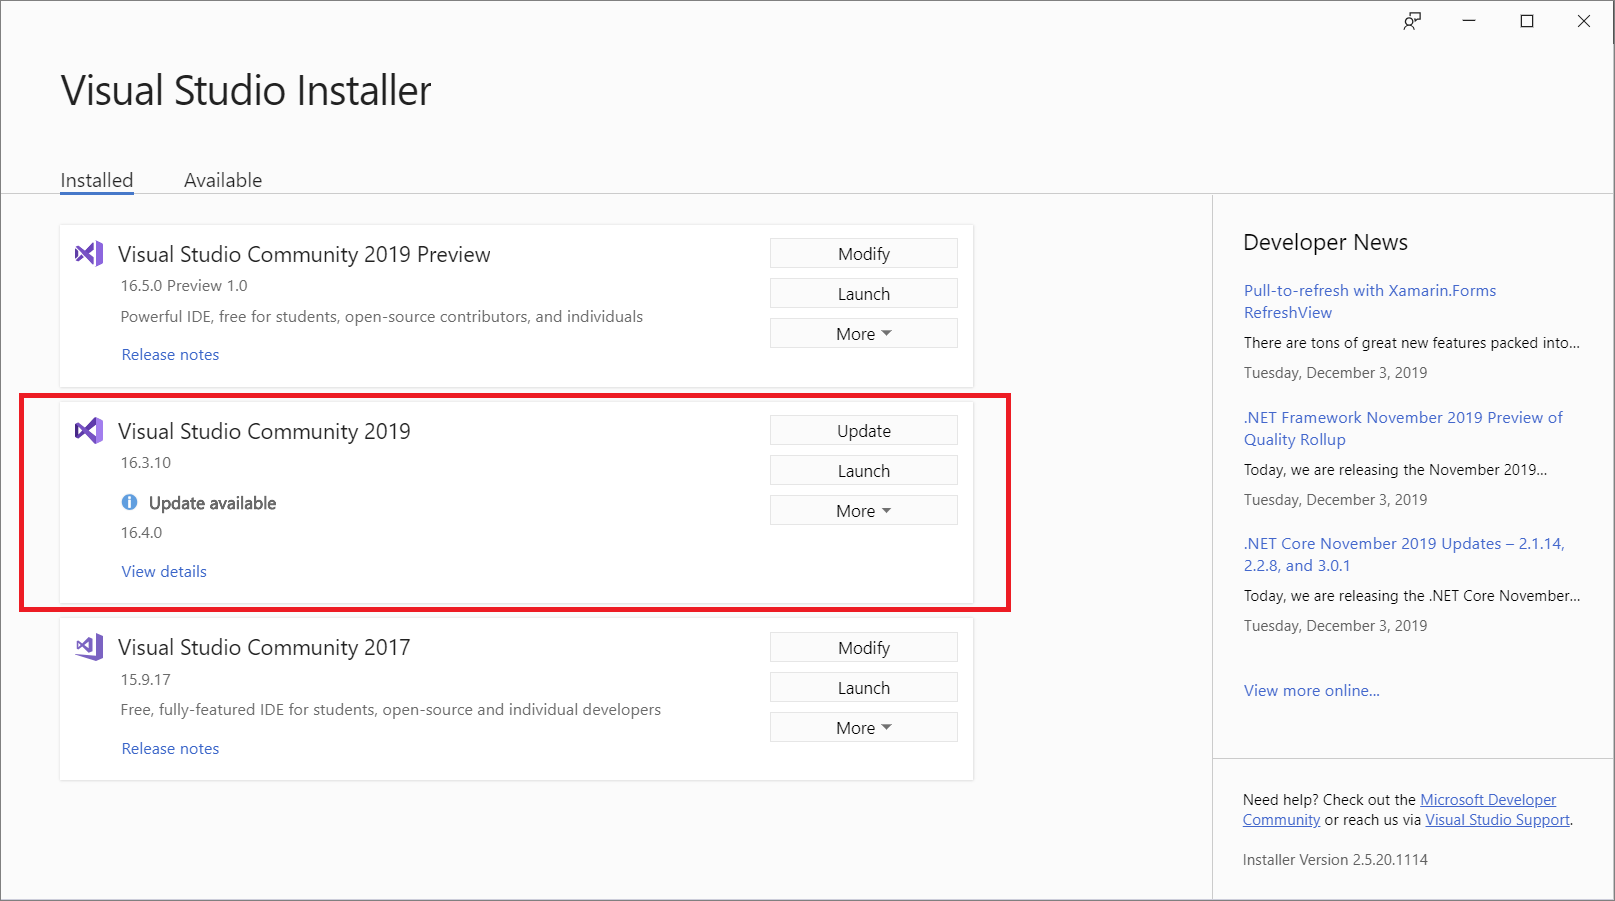 Visual Studio Installer
Installed
Available
Visual Studio Community 2019 Preview
16.5.0 Preview 1.0
Powerful IDE, free for students, open-source contributors, and individuals
Release notes
Modify
Launch
More
Visual Studio Community 2019
16.3.10
Update available
16.4.0
View details
Update
Launch
More
Visual Studio Community 2017
15.9.17
Free, fully-featured IDE for students, open-source and individual developers
Release notes
Modify
Launch
More
Developer News
Pull-to-refresh with Xamarin.Forms
RefreshView
There are tons of great new features packed into...
Tuesday, December 3, 2019
.NET Framework November 2019 Preview of
Quality Rollup
Today, we are releasing the November 2019...
Tuesday, December 3, 2019
.NET Core November 2019 Updates – 2.1.14,
2.2.8, and 3.0.1
Today, we are releasing the .NET Core November...
Tuesday, December 3, 2019
View more online...
Need help? Check out the Microsoft Developer
Community or reach us via Visual Studio Support.
Installer Version 2.5.20.1114